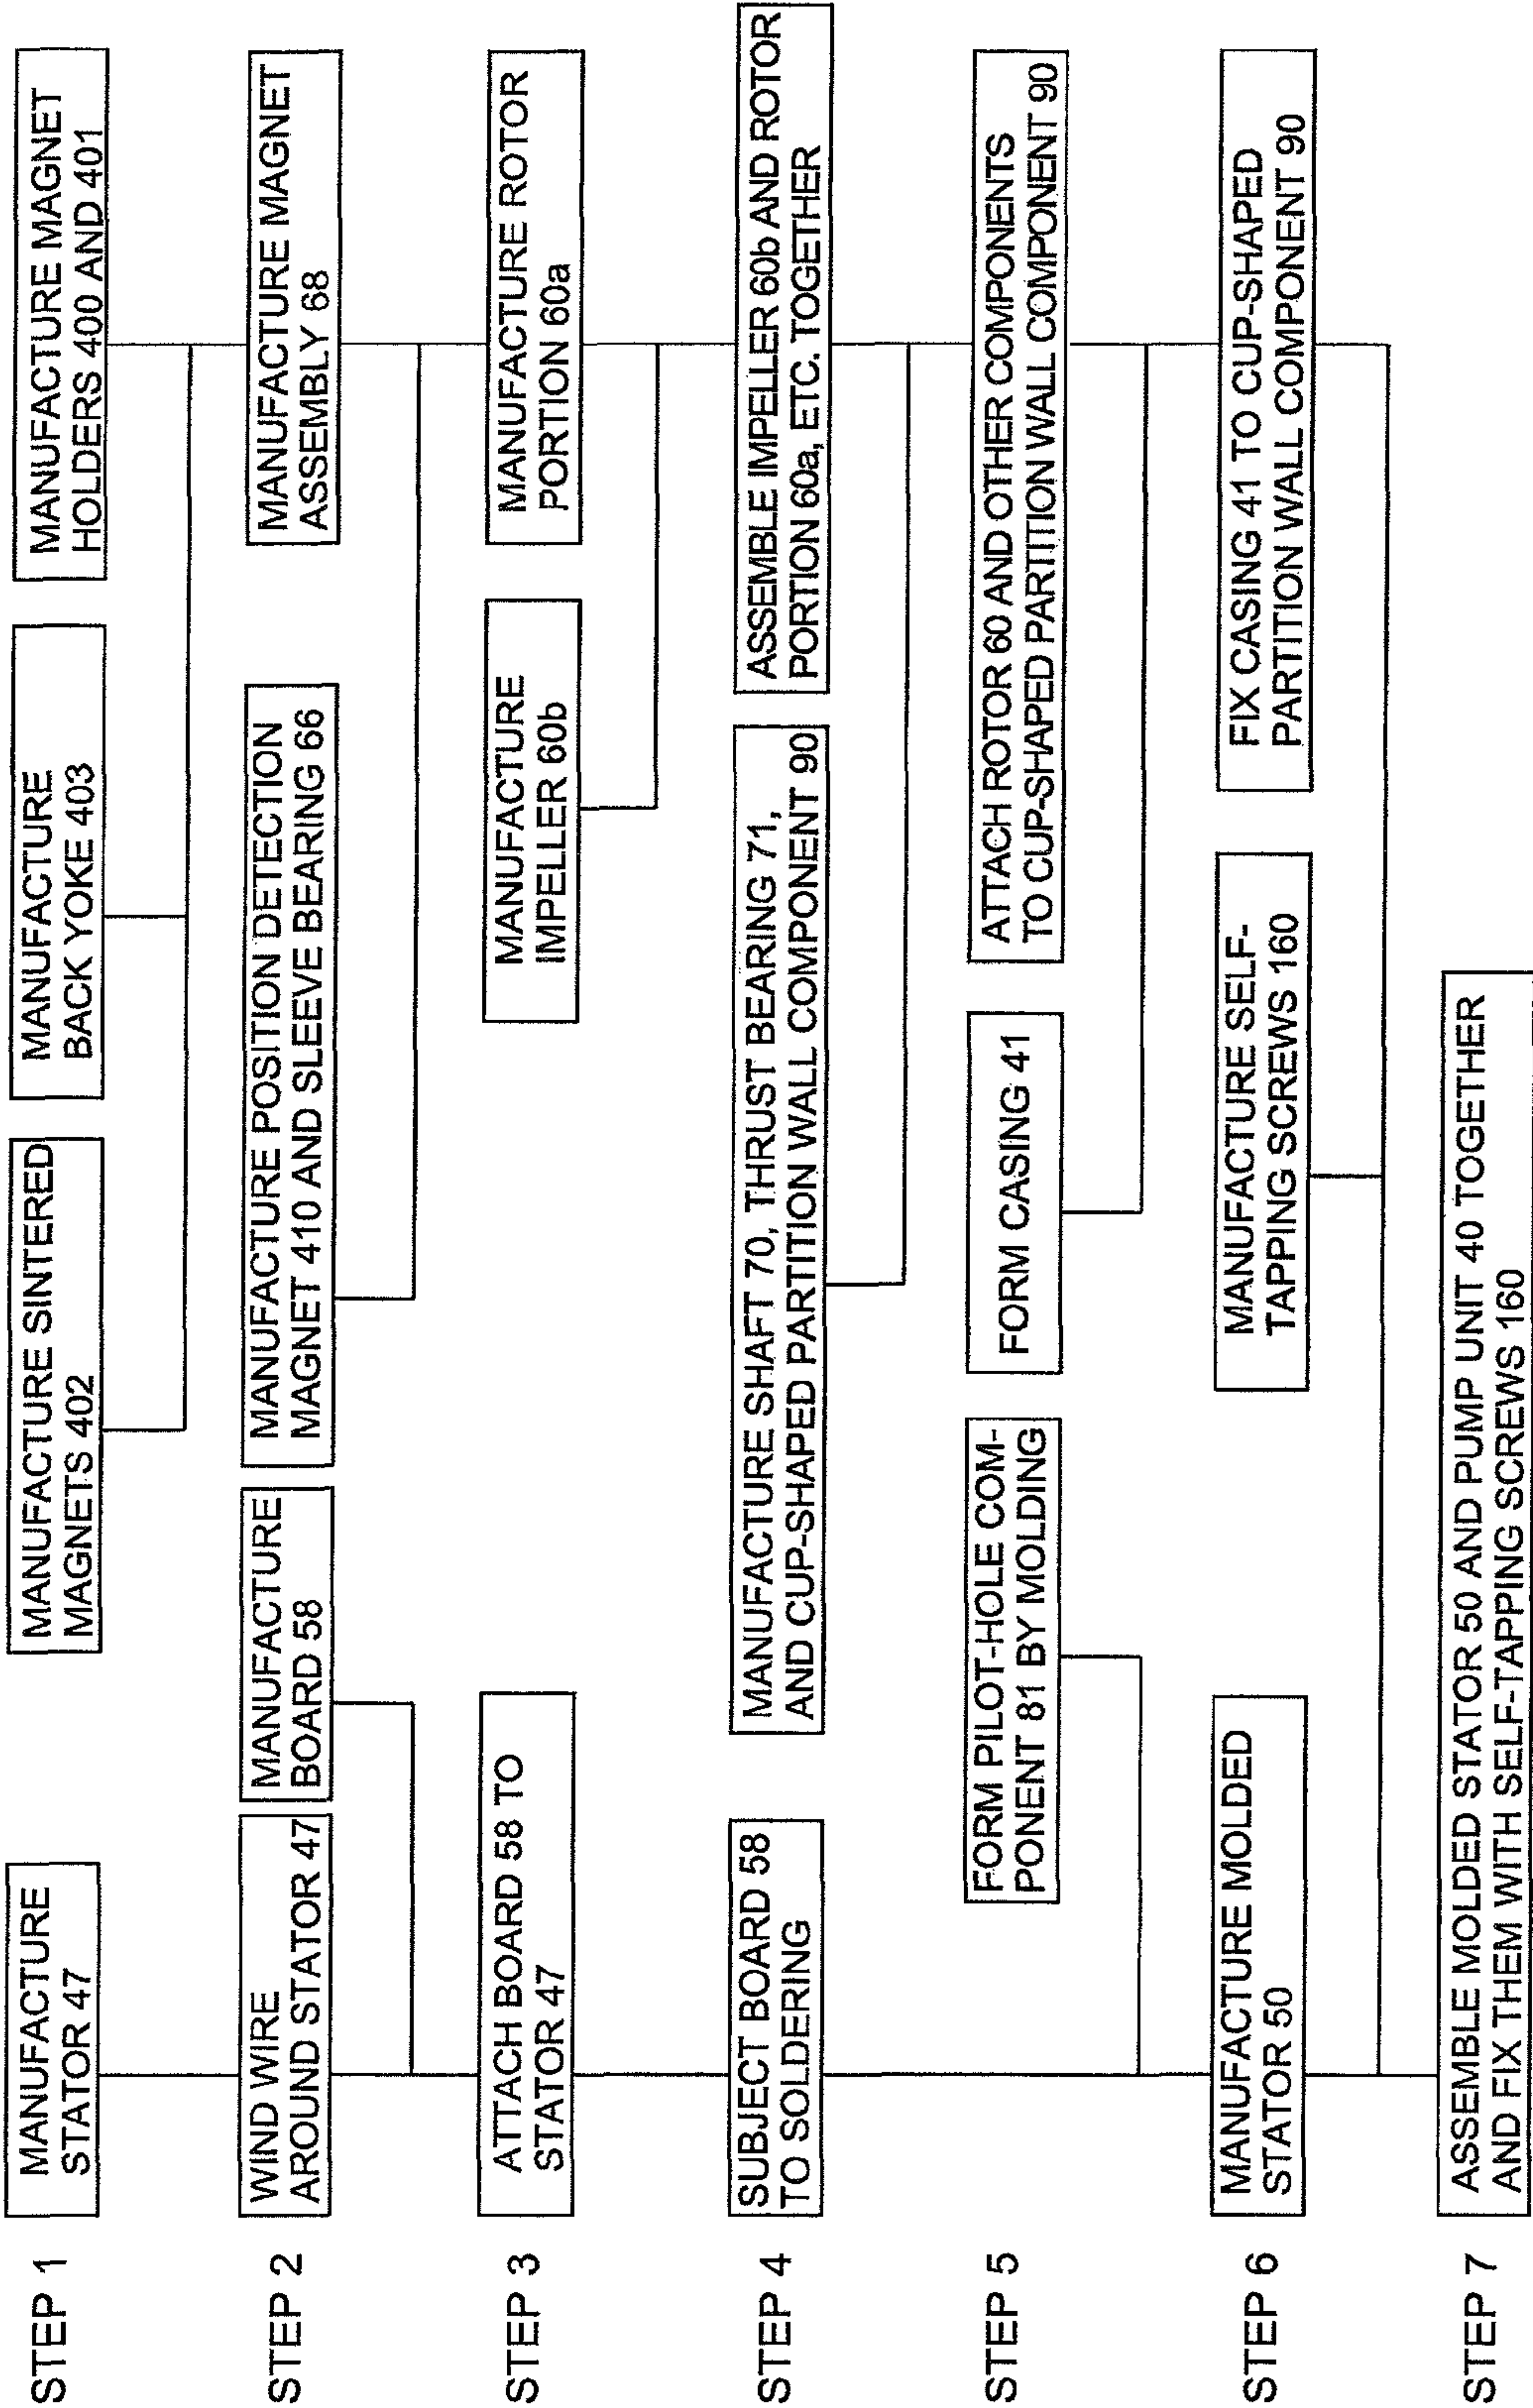 STEP 1
MANUFACTURE
STATOR 47
MANUFACTURE SINTERED
MAGNETS 402
MANUFACTURE
BACK YOKE 403
MANUFACTURE MAGNET
HOLDERS 400 AND 401
STEP 2
WIND WIRE
AROUND STATOR 47
MANUFACTURE
BOARD 58
MANUFACTURE POSITION DETECTION
MAGNET 410 AND SLEEVE BEARING 66
MANUFACTURE MAGNET
ASSEMBLY 68
STEP 3
ATTACH BOARD 58 TO
STATOR 47
MANUFACTURE
IMPELLER 60b
MANUFACTURE ROTOR
PORTION 60a
STEP 4
SUBJECT BOARD 58
TO SOLDERING
MANUFACTURE SHAFT 70, THRUST BEARING 71,
AND CUP-SHAPED PARTITION WALL COMPONENT 90
ASSEMBLE IMPELLER 60b AND ROTOR
PORTION 60a, ETC. TOGETHER
STEP 5
FORM PILOT-HOLE COM-
PONENT 81 BY MOLDING
FORM CASING 41
ATTACH ROTOR 60 AND OTHER COMPONENTS
TO CUP-SHAPED PARTITION WALL COMPONENT 90
STEP 6
MANUFACTURE MOLDED
STATOR 50
MANUFACTURE SELF-
TAPPING SCREWS 160
FIX CASING 41 TO CUP-SHAPED
PARTITION WALL COMPONENT 90
STEP 7
ASSEMBLE MOLDED STATOR 50 AND PUMP UNIT 40 TOGETHER
AND FIX THEM WITH SELF-TAPPING SCREWS 160